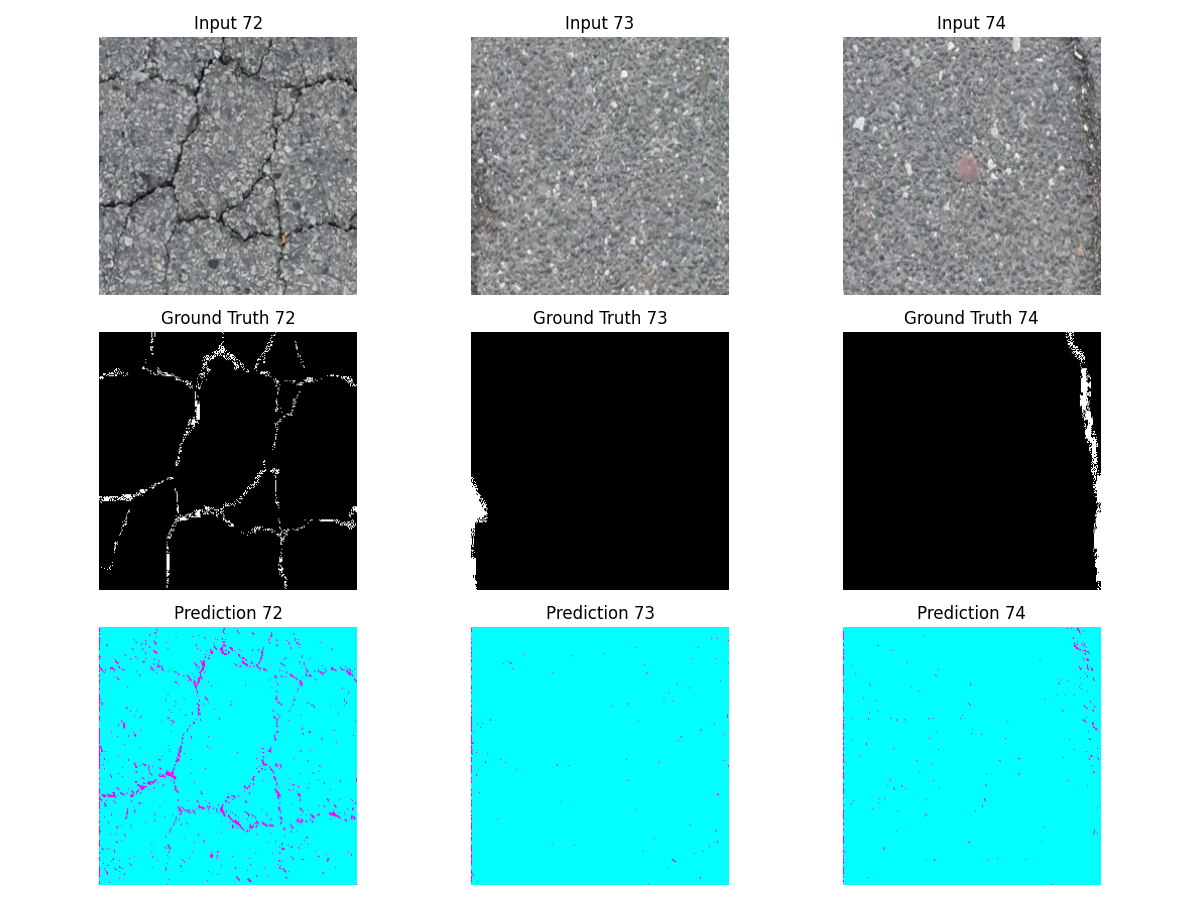 Input 72
Input 73
Input 74
Ground Truth 72
Ground Truth 73
Ground Truth 74
Prediction 72
Prediction 73
Prediction 74